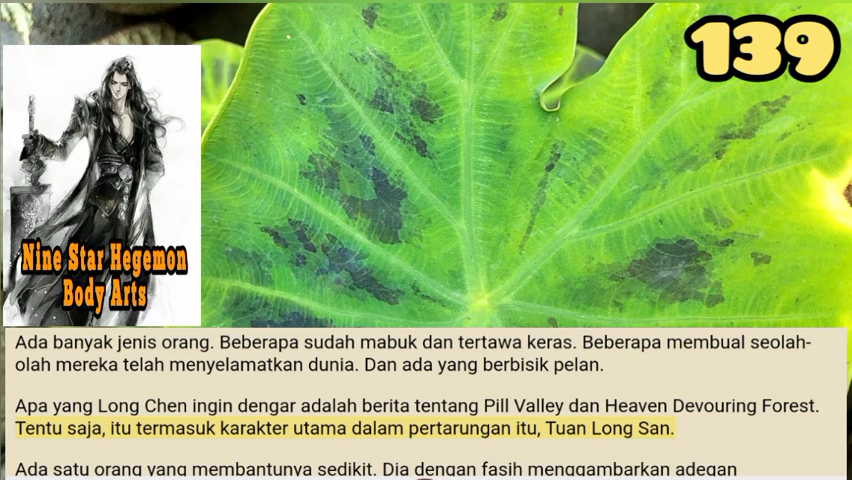 139
Nine Star Hegemon
Body Arts
Ada banyak jenis orang. Beberapa sudah mabuk dan tertawa keras. Beberapa membual seolah-
olah mereka telah menyelamatkan dunia. Dan ada yang berbisik pelan.
Apa yang Long Chen ingin dengar adalah berita tentang Pill Valley dan Heaven Devouring Forest.
Tentu saja, itu termasuk karakter utama dalam pertarungan itu, Tuan Long San.
Ada satu orang yang membantunya sedikit. Dia dengan fasih menggambarkan adegan